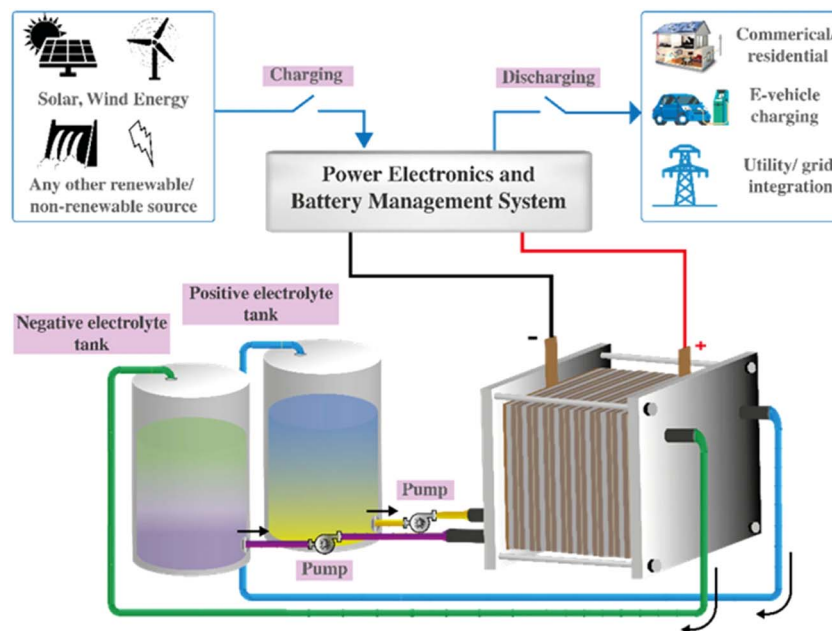 Solar, Wind Energy
Any other renewable/
non-renewable source
Charging
Discharging
Commerical/
residential
E-vehicle
charging
Utility/ grid
integration
Power Electronics and
Battery Management System
Positive electrolyte
tank
Negative electrolyte
tank
-
+
Pump
Pump